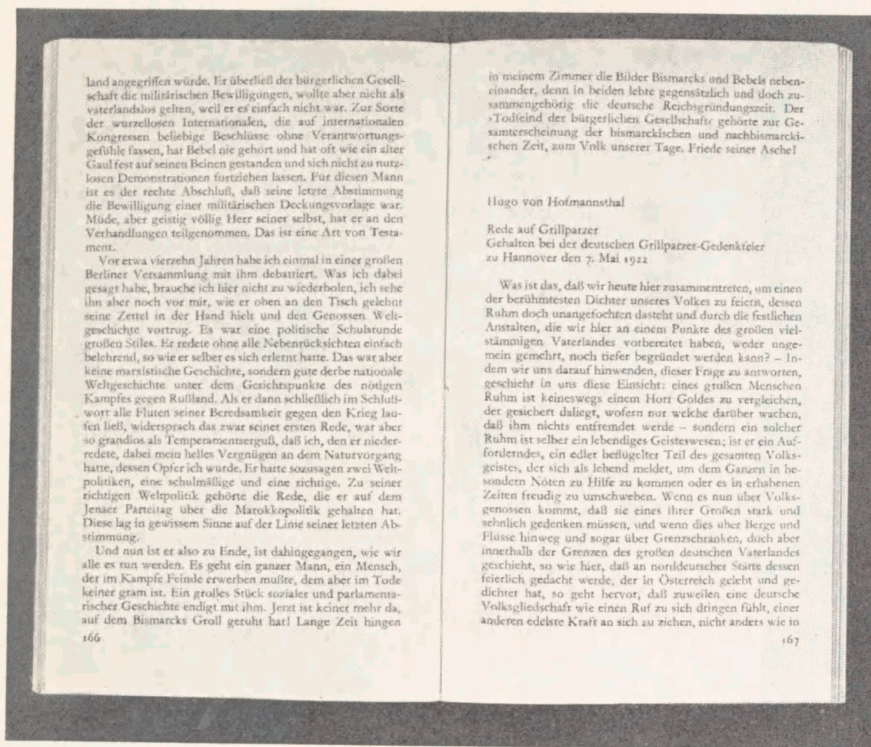 land angegriffen würde. Er überließ der bürgerlichen Gesell-
schaft die militärischen Bewilligungen, wollte aber nicht als
vaterlandslos gelten, weil er es einfach nicht war. Zur Sorte
der wurzellosen Internationalen, die auf internationalen
Kongressen beliebige Beschlüsse ohne Verantwortungs-
gefühle fassen, hat Bebel nie gehört und hat oft wie ein alter
Gaul fest auf seinen Beinen gestanden und sich nicht zu nutz-
losen Demonstrationen fortziehen lassen. Für diesen Mann
ist es der rechte Abschluß, daß seine letzte Abstimmung
die Bewilligung einer militärischen Deckungsvorlage war.
Müde, aber geistig völlig Herr seiner selbst, hat er an den
Verhandlungen teilgenommen. Das ist eine Art von Testa-
ment.
Vor etwa vierzehn Jahren habe ich einmal in einer großen
Berliner Versammlung mit ihm debattiert. Was ich dabei
gesagt habe, brauche ich hier nicht zu wiederholen, ich sehe
ihn aber noch vor mir, wie er oben an den Tisch gelehnt
seine Zettel in der Hand hielt und den Genossen Welt-
geschichte vortrug. Es war eine politische Schulstunde
großen Stiles. Er redete ohne alle Nebenrücksichten einfach
belehrend, so wie er selber es sich erlernt hatte. Das war aber
keine marxistische Geschichte, sondern gute derbe nationale
Weltgeschichte unter dem Gesichtspunkte des nötigen
Kampfes gegen Rußland. Als er dann schließlich im Schluß-
wort alle Fluten seiner Beredsamkeit gegen den Krieg lau-
fen ließ, widersprach das zwar seiner ersten Rede, war aber
so grandios als Temperamentserguß, daß ich, den er nieder-
redete, dabei mein helles Vergnügen an dem Naturvorgang
hatte, dessen Opfer ich wurde. Er hatte sozusagen zwei Welt-
politiken, eine schulmäßige und eine richtige. Zu seiner
richtigen Weltpolitik gehörte die Rede, die er auf dem
Jenaer Parteitag über die Marokkopolitik gehalten hat.
Diese lag in gewissem Sinne auf der Linie seiner letzten Ab-
stimmung.
Und nun ist er also zu Ende, ist dahingegangen, wie wir
alle es tun werden. Es geht ein ganzer Mann, ein Mensch,
der im Kampfe Feinde erwerben mußte, dem aber im Tode
keiner gram ist. Ein großes Stück sozialer und parlamenta-
rischer Geschichte endigt mit ihm. Jetzt ist keiner mehr da,
auf dem Bismarcks Groll geruht hat! Lange Zeit hingen
166
in meinem Zimmer die Bilder Bismarcks und Bebels neben-
einander, denn in beiden lebte gegensätzlich und doch zu-
sammengehörig die deutsche Reichsgründungszeit. Der
›Todfeind der bürgerlichen Gesellschaft‹ gehörte zur Ge-
samterscheinung der bismarckischen und nachbismarcki-
schen Zeit, zum Volk unserer Tage. Friede seiner Asche!
Hugo von Hofmannsthal
Rede auf Grillparzer
Gehalten bei der deutschen Grillparzer-Gedenkfeier
zu Hannover den 7. Mai 1922
Was ist das, daß wir heute hier zusammentreten, um einen
der berühmtesten Dichter unseres Volkes zu feiern, dessen
Ruhm doch unangefochten dasteht und durch die festlichen
Anstalten, die wir hier an einem Punkte des großen viel-
stämmigen Vaterlandes vorbereitet haben, weder unge-
mein gemehrt, noch tiefer begründet werden kann? – In-
dem wir uns darauf hinwenden, dieser Frage zu antworten,
geschieht in uns diese Einsicht: eines großen Menschen
Ruhm ist keineswegs einem Hort Goldes zu vergleichen,
der gesichert daliegt, wofern nur welche darüber wachen,
daß ihm nichts entfremdet werde – sondern ein solcher
Ruhm ist selber ein lebendiges Geisteswesen; ist er ein Auf-
forderndes, ein edler beflügelter Teil des gesamten Volks-
geistes, der sich als lebend meldet, um dem Ganzen in be-
sondern Nöten zu Hilfe zu kommen oder es in erhabenen
Zeiten freudig zu umschweben. Wenn es nun über Volks-
genossen kommt, daß sie eines ihrer Großen stark und
sehnlich gedenken müssen, und wenn dies über Berge und
Flüsse hinweg und sogar über Grenzschranken, doch aber
innerhalb der Grenzen des großen deutschen Vaterlandes
geschieht, so wie hier, daß an norddeutscher Stätte dessen
feierlich gedacht werde, der in Österreich gelebt und ge-
dichtet hat, so geht hervor, daß zuweilen eine deutsche
Volksgliedschaft wie einen Ruf zu sich dringen fühlt, einer
anderen edelste Kraft an sich zu ziehen, nicht anders wie in
167